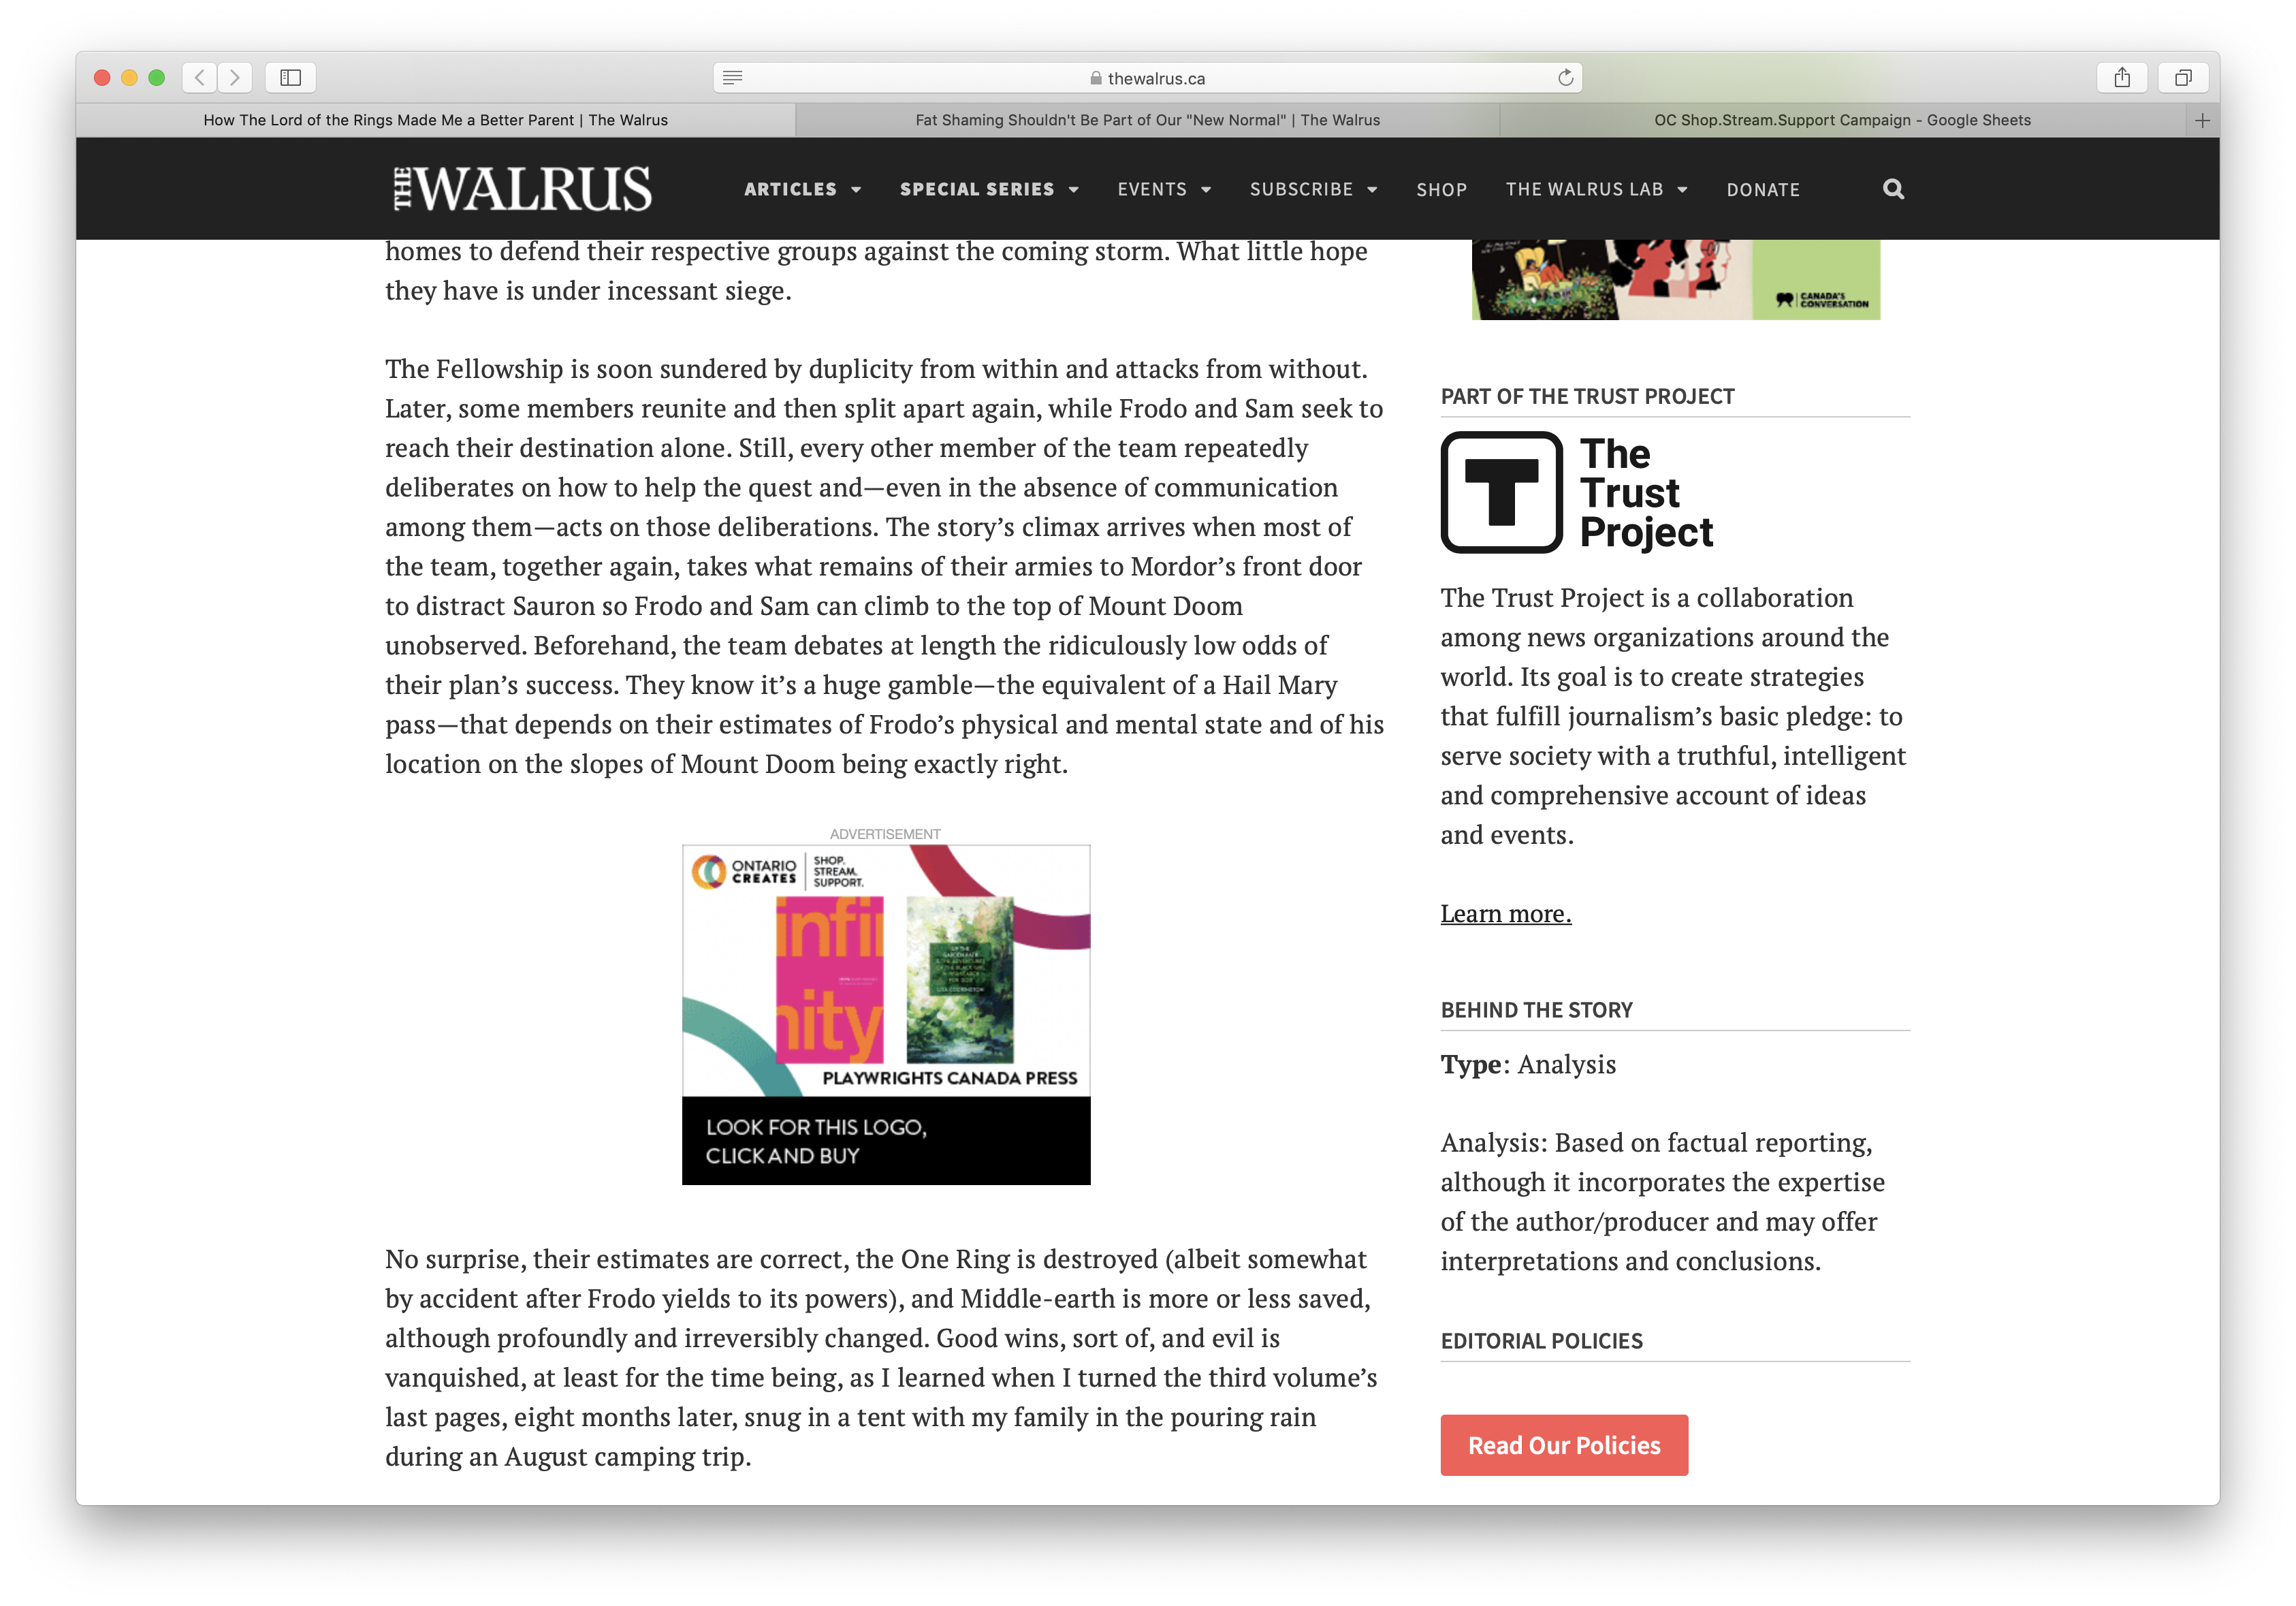 thewalrus.ca
How The Lord of the Rings Made Me a Better Parent | The Walrus
Fat Shaming Shouldn't Be Part of Our "New Normal" | The Walrus
OC Shop.Stream.Support Campaign - Google Sheets
THE WALRUS
ARTICLES
SPECIAL SERIES
EVENTS
SUBSCRIBE
SHOP
THE WALRUS LAB
DONATE
homes to defend their respective groups against the coming storm. What little hope
they have is under incessant siege.
The Fellowship is soon sundered by duplicity from within and attacks from without.
Later, some members reunite and then split apart again, while Frodo and Sam seek to
reach their destination alone. Still, every other member of the team repeatedly
deliberates on how to help the quest and—even in the absence of communication
among them—acts on those deliberations. The story’s climax arrives when most of
the team, together again, takes what remains of their armies to Mordor’s front door
to distract Sauron so Frodo and Sam can climb to the top of Mount Doom
unobserved. Beforehand, the team debates at length the ridiculously low odds of
their plan’s success. They know it’s a huge gamble—the equivalent of a Hail Mary
pass—that depends on their estimates of Frodo’s physical and mental state and of his
location on the slopes of Mount Doom being exactly right.
ADVERTISEMENT
ONTARIO
CREATES
SHOP.
STREAM.
SUPPORT.
infi
nity
UP THE
GARDEN PATH
LISA CODRINGTON
PLAYWRIGHTS CANADA PRESS
LOOK FOR THIS LOGO,
CLICK AND BUY
No surprise, their estimates are correct, the One Ring is destroyed (albeit somewhat
by accident after Frodo yields to its powers), and Middle-earth is more or less saved,
although profoundly and irreversibly changed. Good wins, sort of, and evil is
vanquished, at least for the time being, as I learned when I turned the third volume’s
last pages, eight months later, snug in a tent with my family in the pouring rain
during an August camping trip.
CANADA'S
CONVERSATION
PART OF THE TRUST PROJECT
T
The
Trust
Project
The Trust Project is a collaboration
among news organizations around the
world. Its goal is to create strategies
that fulfill journalism’s basic pledge: to
serve society with a truthful, intelligent
and comprehensive account of ideas
and events.
Learn more.
BEHIND THE STORY
Type: Analysis
Analysis: Based on factual reporting,
although it incorporates the expertise
of the author/producer and may offer
interpretations and conclusions.
EDITORIAL POLICIES
Read Our Policies